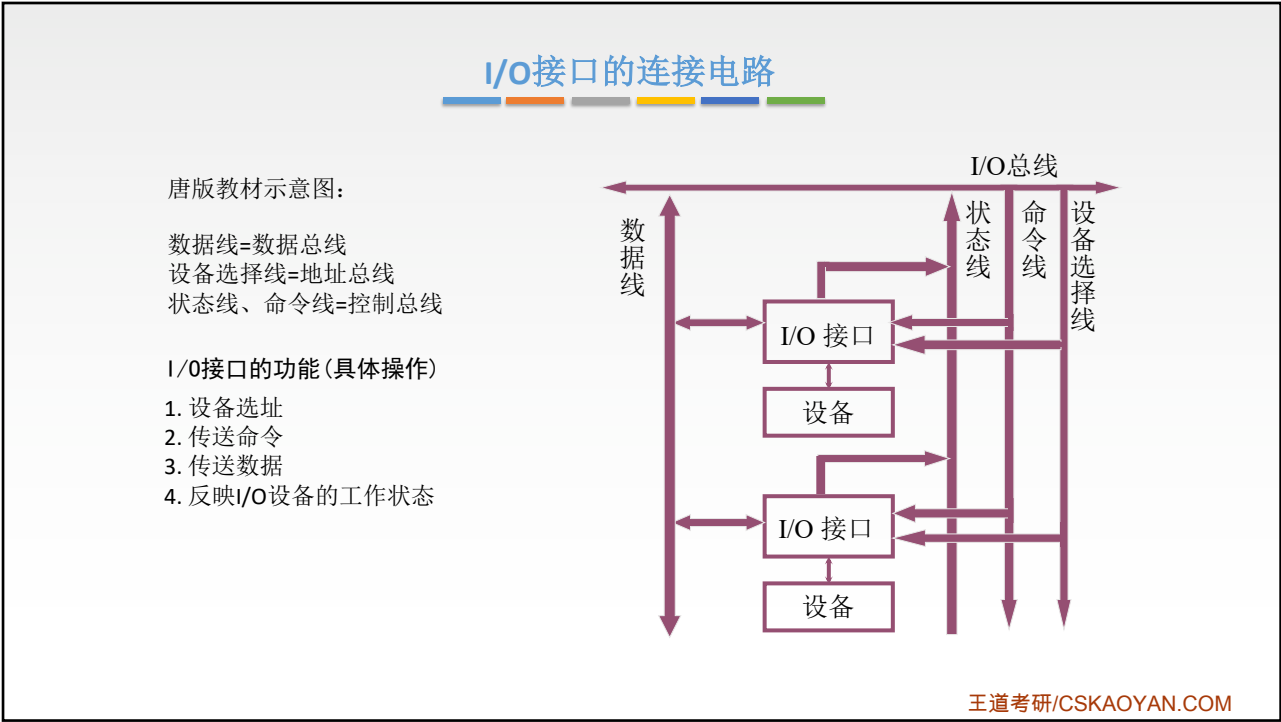 I/O接口的连接电路
唐版教材示意图：
数据线=数据总线
设备选择线=地址总线
状态线、命令线=控制总线
I/O接口的功能(具体操作)
1. 设备选址
2. 传送命令
3. 传送数据
4. 反映I/O设备的工作状态
I/O总线
数据线
状态线
命令线
设备选择线
I/O 接口
设备
I/O 接口
设备
王道考研/CSKAOYAN.COM